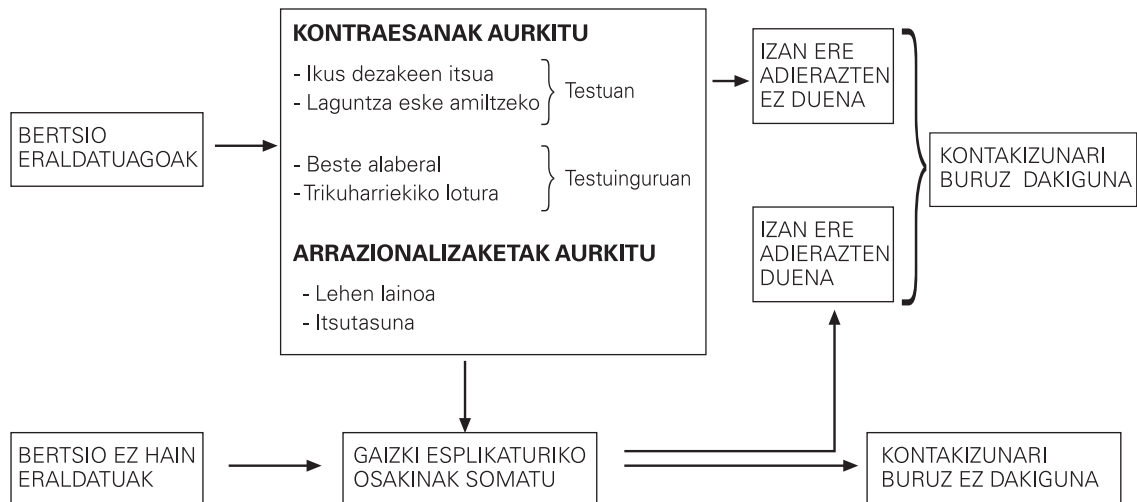 BERTSIO
ERALDATUAGOAK
KONTRAESANAK AURKITU
- Ikus dezakeen itsua
- Laguntza eske amiltzeko
Testuan
- Beste alaberal
- Trikuharriekiko lotura
Testuinguruan
ARRAZIONALIZAKETAK AURKITU
- Lehen lainoa
- Itsutasuna
IZAN ERE
ADIERAZTEN
EZ DUENA
IZAN ERE
ADIERAZTEN
DUENA
KONTAKIZUNARI
BURUZ DAKIGUNA
BERTSIO EZ HAIN
ERALDATUAK
GAIZKI ESPLIKATURIKO
OSAKINAK SOMATU
KONTAKIZUNARI
BURUZ EZ DAKIGUNA